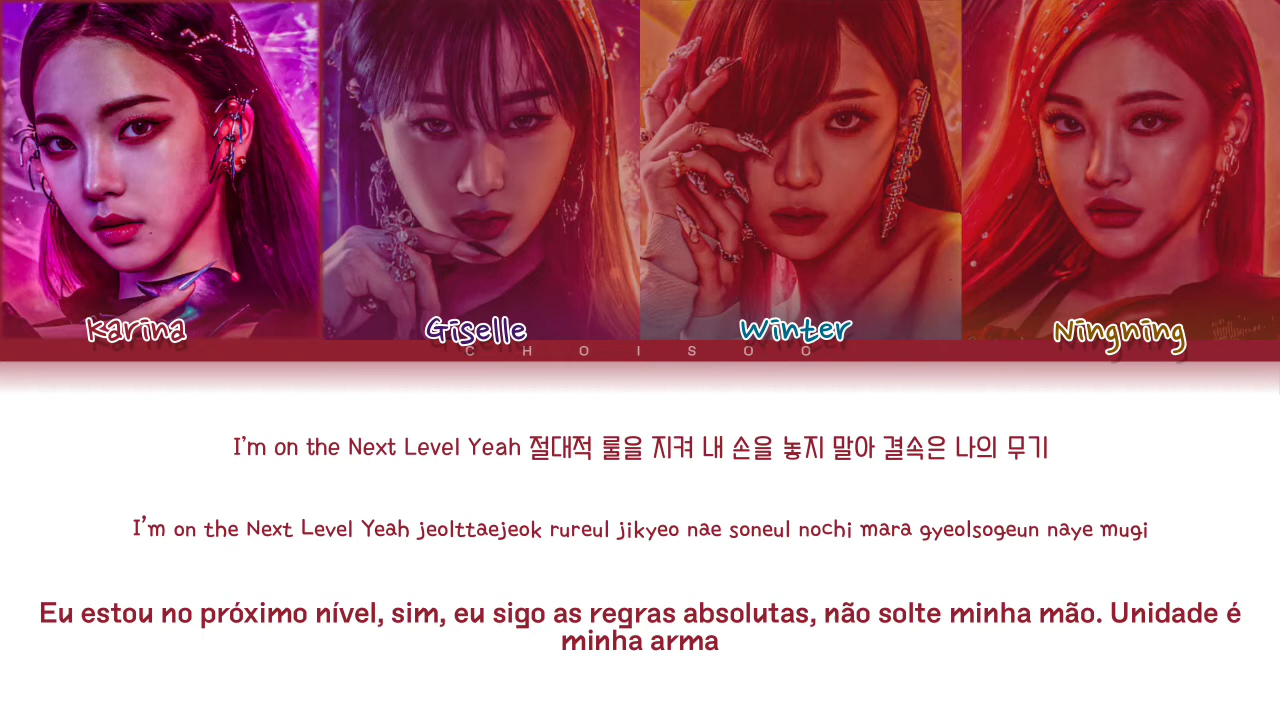 Karina
Giselle
Winter
Ningning
CHOISOO
I'm on the Next Level Yeah 절대적 룰을 지켜 내 손을 놓지 말아 결속은 나의 무기
I'm on the Next Level Yeah jeolttaejeok rureul jikyeo nae soneul nochi mara gyeolsogeun naye mugi
Eu estou no próximo nível, sim, eu sigo as regras absolutas, não solte minha mão. Unidade é
minha arma